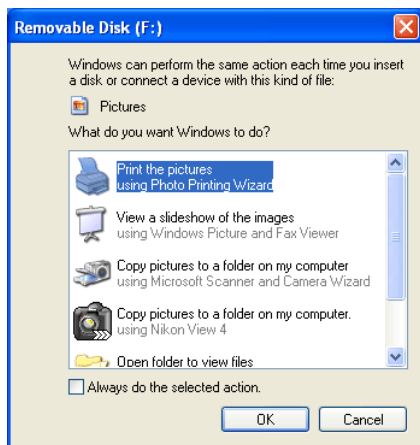 Removable Disk (F:)
Windows can perform the same action each time you insert
a disk or connect a device with this kind of file:
Pictures
What do you want Windows to do?
Print the pictures
using Photo Printing Wizard
View a slideshow of the images
using Windows Picture and Fax Viewer
Copy pictures to a folder on my computer
using Microsoft Scanner and Camera Wizard
Copy pictures to a folder on my computer.
using Nikon View 4
Open folder to view files
Always do the selected action.
OK
Cancel